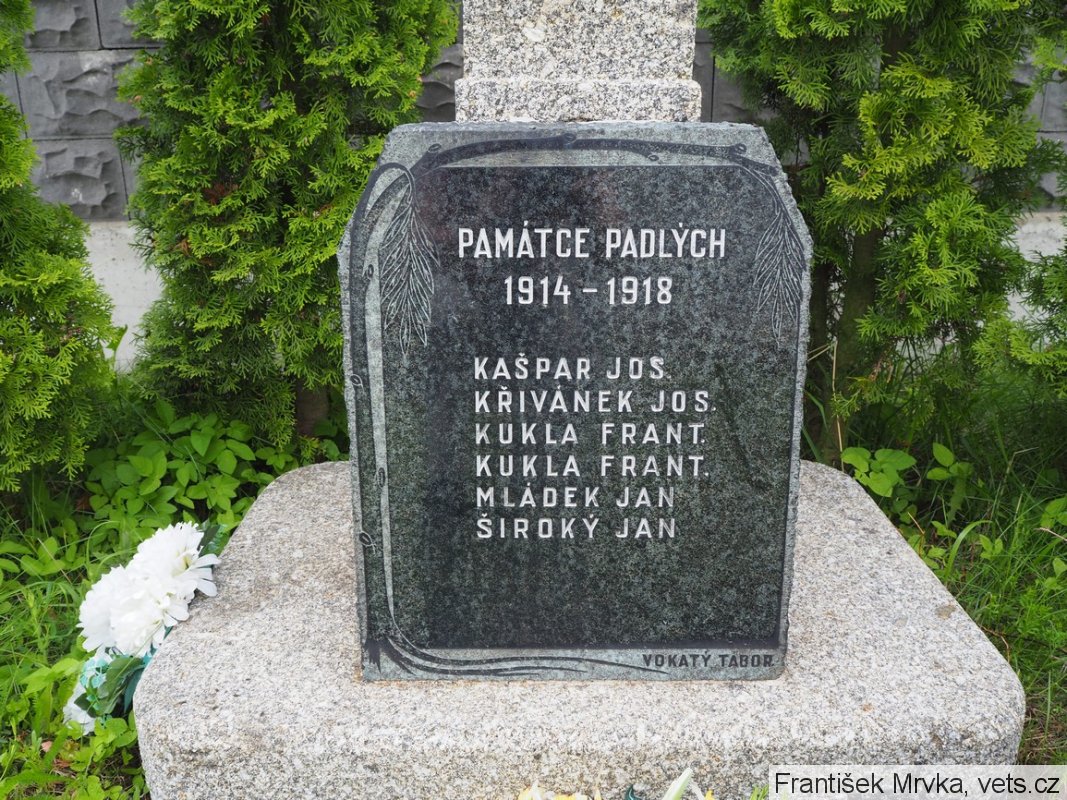 PAMÁTCE PADLÝCH
1914 - 1918
KAŠPAR JOS.
KŘIVÁNEK JOS.
KUKLA FRANT.
KUKLA FRANT.
MLÁDEK JAN
ŠIROKÝ JAN
VOKATÝ TÁBOR
František Mrvka, vets.cz